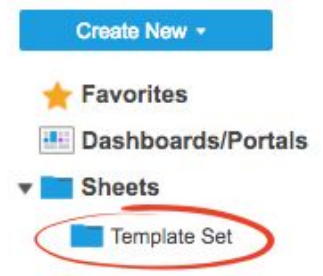 Create New
Favorites
Dashboards/Portals
Sheets
Template Set